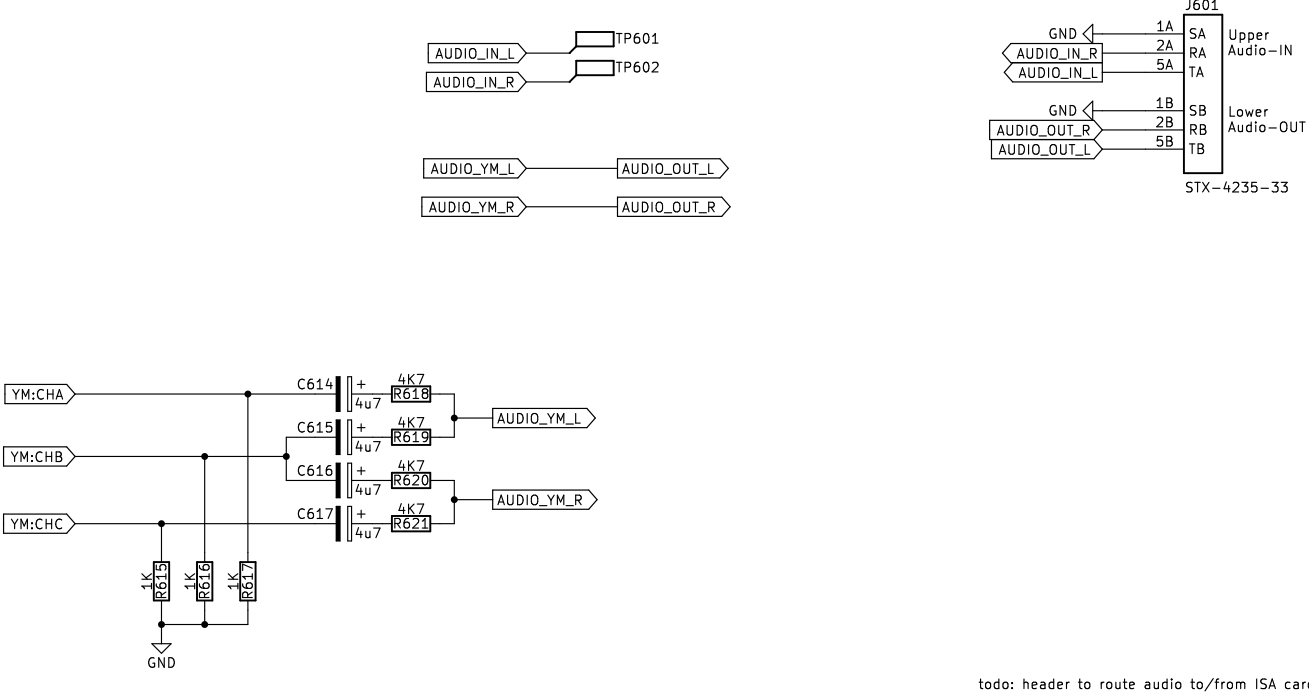 J601
TP601
AUDIO_IN_L
TP602
AUDIO_IN_R
GND 1A SA Upper
AUDIO_IN_R 2A RA Audio-IN
AUDIO_IN_L 5A TA
GND 1B SB Lower
AUDIO_OUT_R 2B RB Audio-OUT
AUDIO_OUT_L 5B TB
STX-4235-33
AUDIO_YM_L AUDIO_OUT_L
AUDIO_YM_R AUDIO_OUT_R
YM:CHA C614 + 4u7 4K7 R618
AUDIO_YM_L
C615 + 4u7 4K7 R619
YM:CHB
C616 + 4u7 4K7 R620
AUDIO_YM_R
YM:CHC C617 + 4u7 4K7 R621
1K R615 1K R616 1K R617
GND
todo: header to route audio to/from ISA car